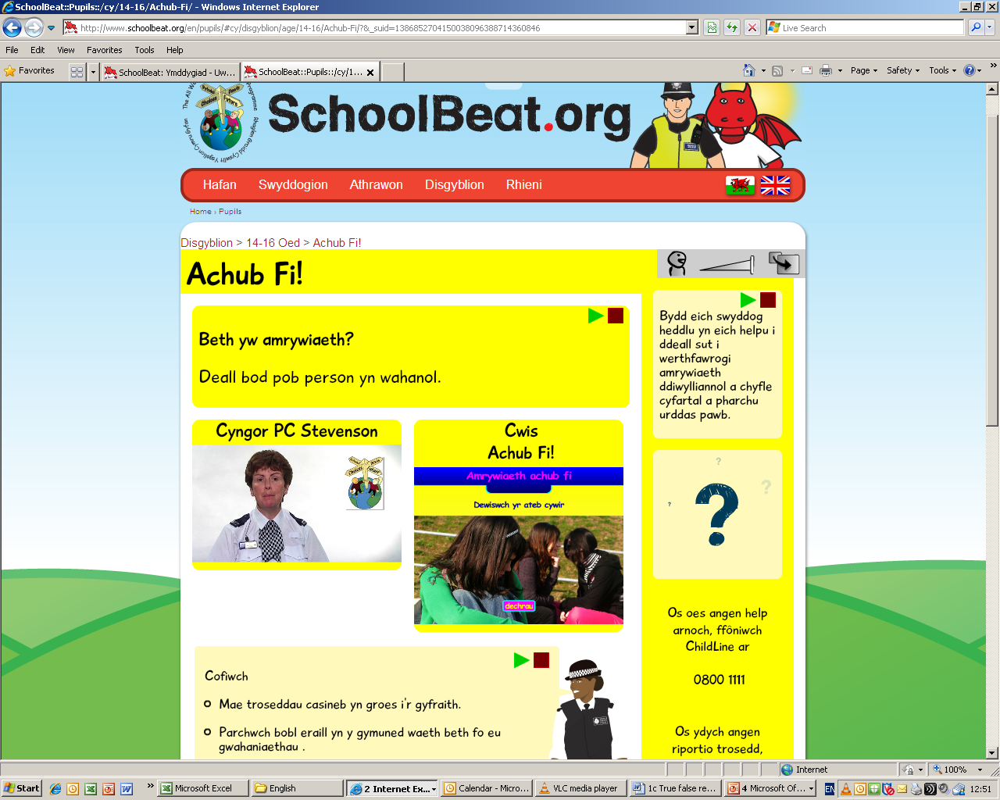 SchoolBeat::Pupils::/cy/14-16/Achub-Fi/ - Windows Internet Explorer
http://www.schoolbeat.org/en/pupils/#cy/disgyblion/age/14-16/Achub-Fi/?&_suid=13868527041500380963887143608​46
Live Search
File Edit View Favorites Tools Help
Favorites
SchoolBeat: Ymddygiad - Uw...
SchoolBeat::Pupils::/cy/1...
Page Safety Tools
SchoolBeat.org
Hafan Swyddogion Athrawon Disgyblion Rhieni
Home › Pupils
Disgyblion > 14-16 Oed > Achub Fi!
Achub Fi!
Beth yw amrywiaeth?
Deall bod pob person yn wahanol.
Bydd eich swyddog
heddlu yn eich helpu i
ddeall sut i
werthfawrogi
amrywiaeth
ddiwylliannol a chyfle
cyfartal a pharchu
urddas pawb.
Cyngor PC Stevenson
Cwis
Achub Fi!
Amrywiaeth achub fi
Dewiswch yr ateb cywir
dechrau
?
Os oes angen help
arnoch, ffôniwch
ChildLine ar
0800 1111
Os ydych angen
riportio trosedd,
Cofiwch
Mae troseddau casineb yn groes i'r gyfraith.
Parchwch bobl eraill yn y gymuned waeth beth fo eu
gwahaniaethau .
Internet
100%
Start
Microsoft Excel
English
2 Internet Ex...
Calendar - Micro...
VLC media player
1c True false re...
4 Microsoft Of...
EN
12:51